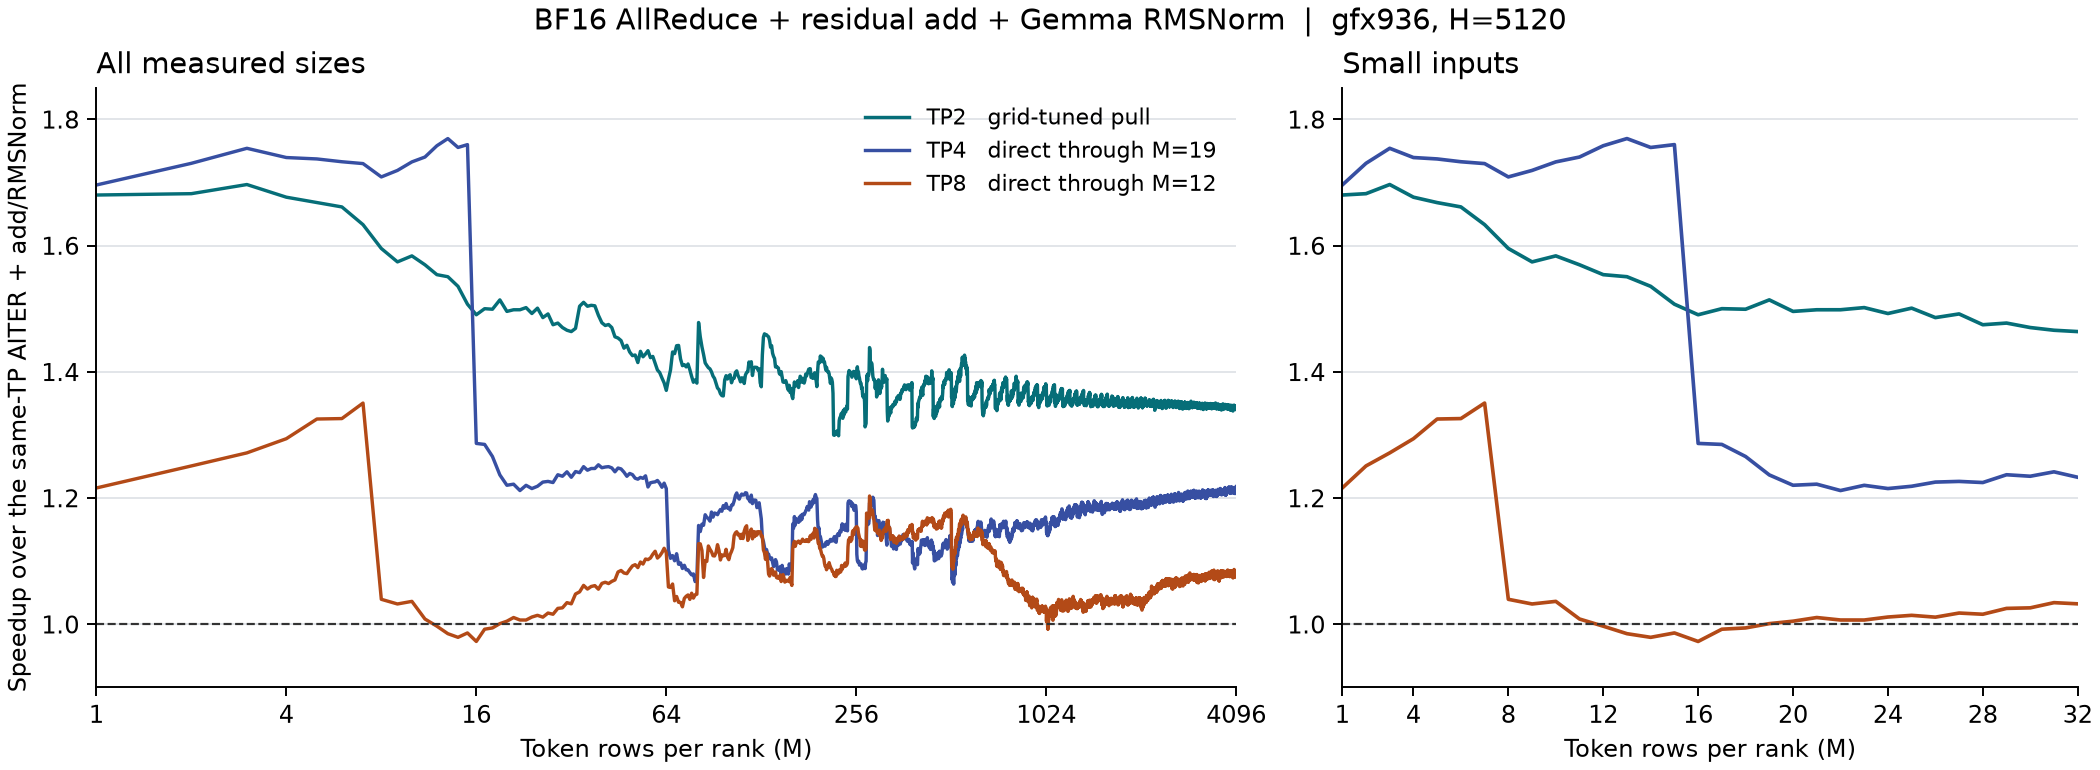 BF16 AllReduce + residual add + Gemma RMSNorm | gfx936, H=5120
All measured sizes
Speedup over the same-TP AITER + add/RMSNorm
1.8
1.6
1.4
1.2
1.0
TP2 grid-tuned pull
TP4 direct through M=19
TP8 direct through M=12
1 4 16 64 256 1024 4096
Token rows per rank (M)
Small inputs
1.8
1.6
1.4
1.2
1.0
1 4 8 12 16 20 24 28 32
Token rows per rank (M)